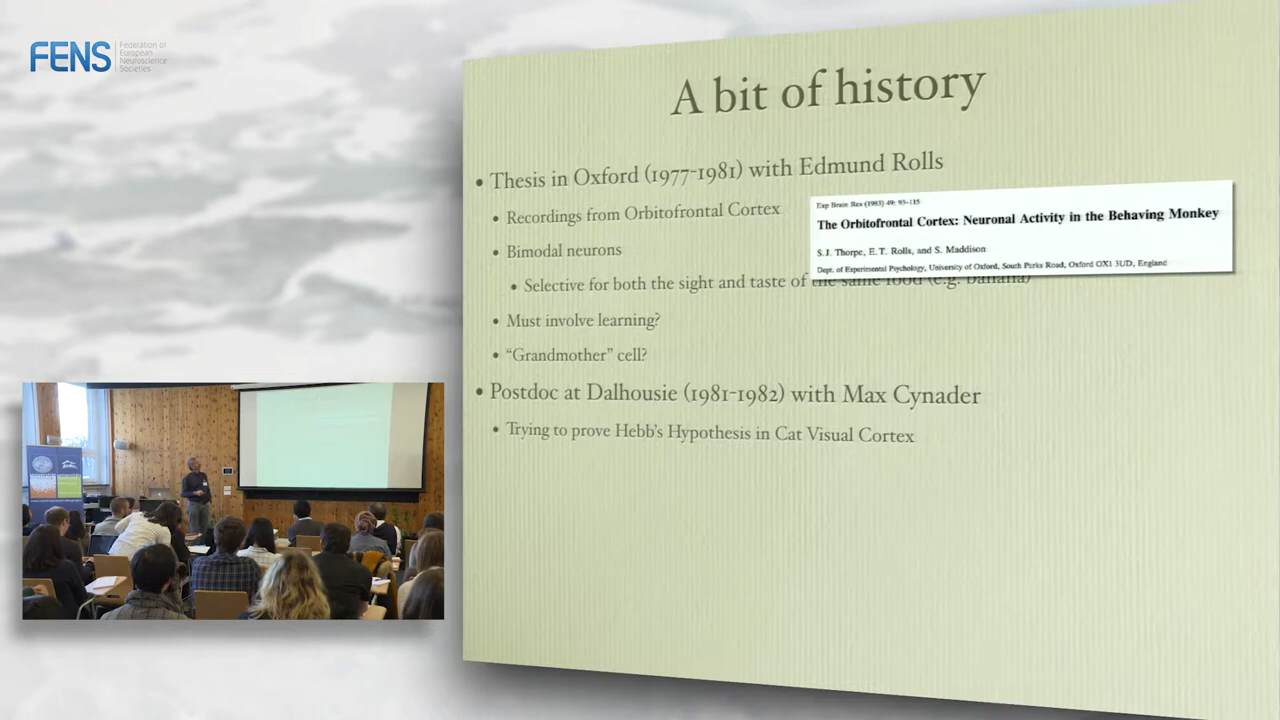 FENS
Federation of
European
Neuroscience
Societies
A bit of history
• Thesis in Oxford (1977-1981) with Edmund Rolls
• Recordings from Orbitofrontal Cortex
• Bimodal neurons
• Selective for both the sight and taste of the same food (e.g. banana)
• Must involve learning?
• “Grandmother” cell?
• Postdoc at Dalhousie (1981-1982) with Max Cynader
• Trying to prove Hebb’s Hypothesis in Cat Visual Cortex
Exp Brain Res (1983) 49: 93-115
The Orbitofrontal Cortex: Neuronal Activity in the Behaving Monkey
S.J. Thorpe, E.T. Rolls, and S. Maddison
Dept. of Experimental Psychology, University of Oxford, South Parks Road, Oxford OX1 3UD, England